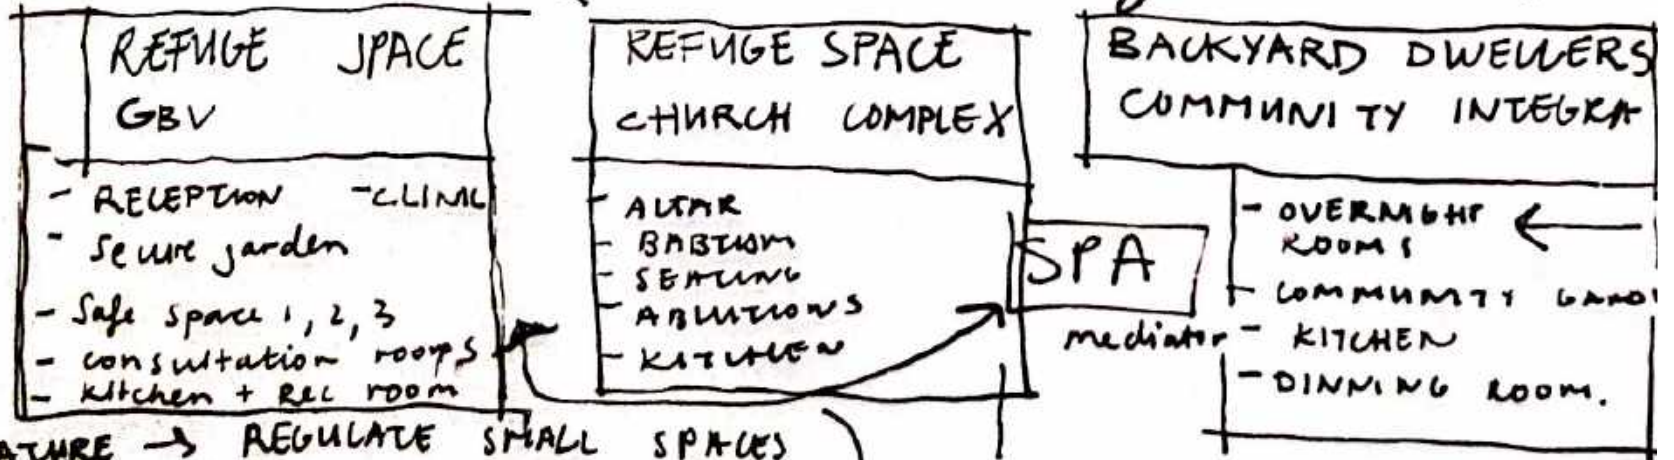 REFUGE SPACE
GBV
- RECEPTION - CLINIC
- Secure garden
- Safe space 1, 2, 3
- consultation rooms
- kitchen + Rec room
REFUGE SPACE
CHURCH COMPLEX
- ALTAR
- BABTISM
- SEATING
- ABLUTIONS
- KITCHEN
SPA
mediator
BACKYARD DWELLERS
COMMUNITY INTEGRA
- OVERNIGHT
ROOMS
- COMMUNITY GARD
- KITCHEN
- DINNING ROOM.
ATURE → REGULATE SMALL SPACES